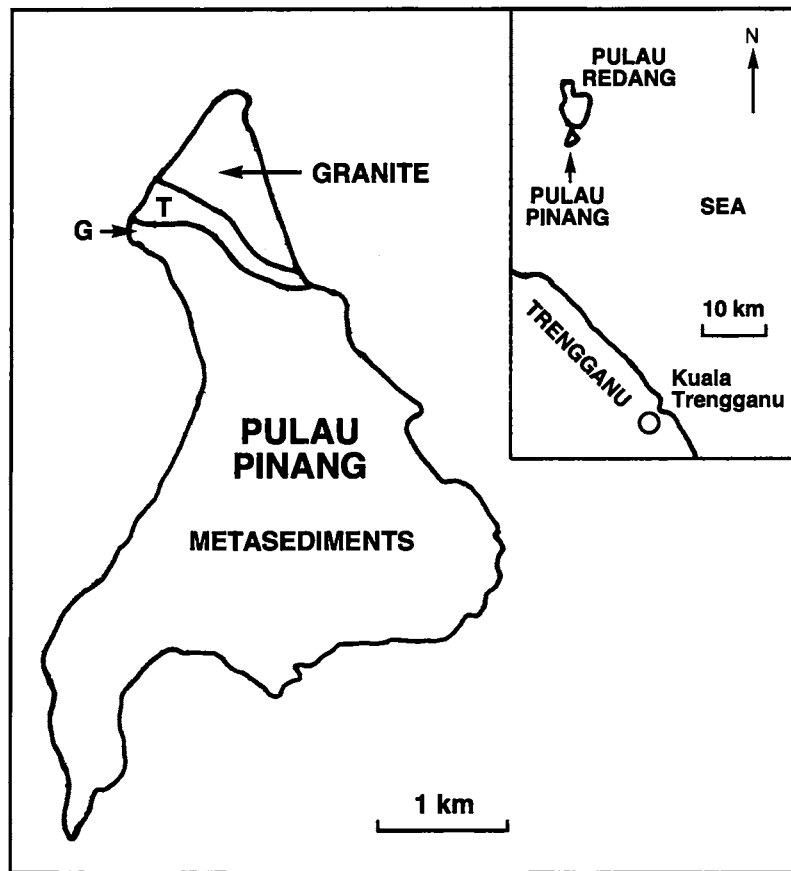 GRANITE
T
G
PULAU
PINANG
METASEDIMENTS
1 km
N
PULAU
REDANG
PULAU
PINANG
SEA
10 km
TRENGGANU
Kuala
Trengganu